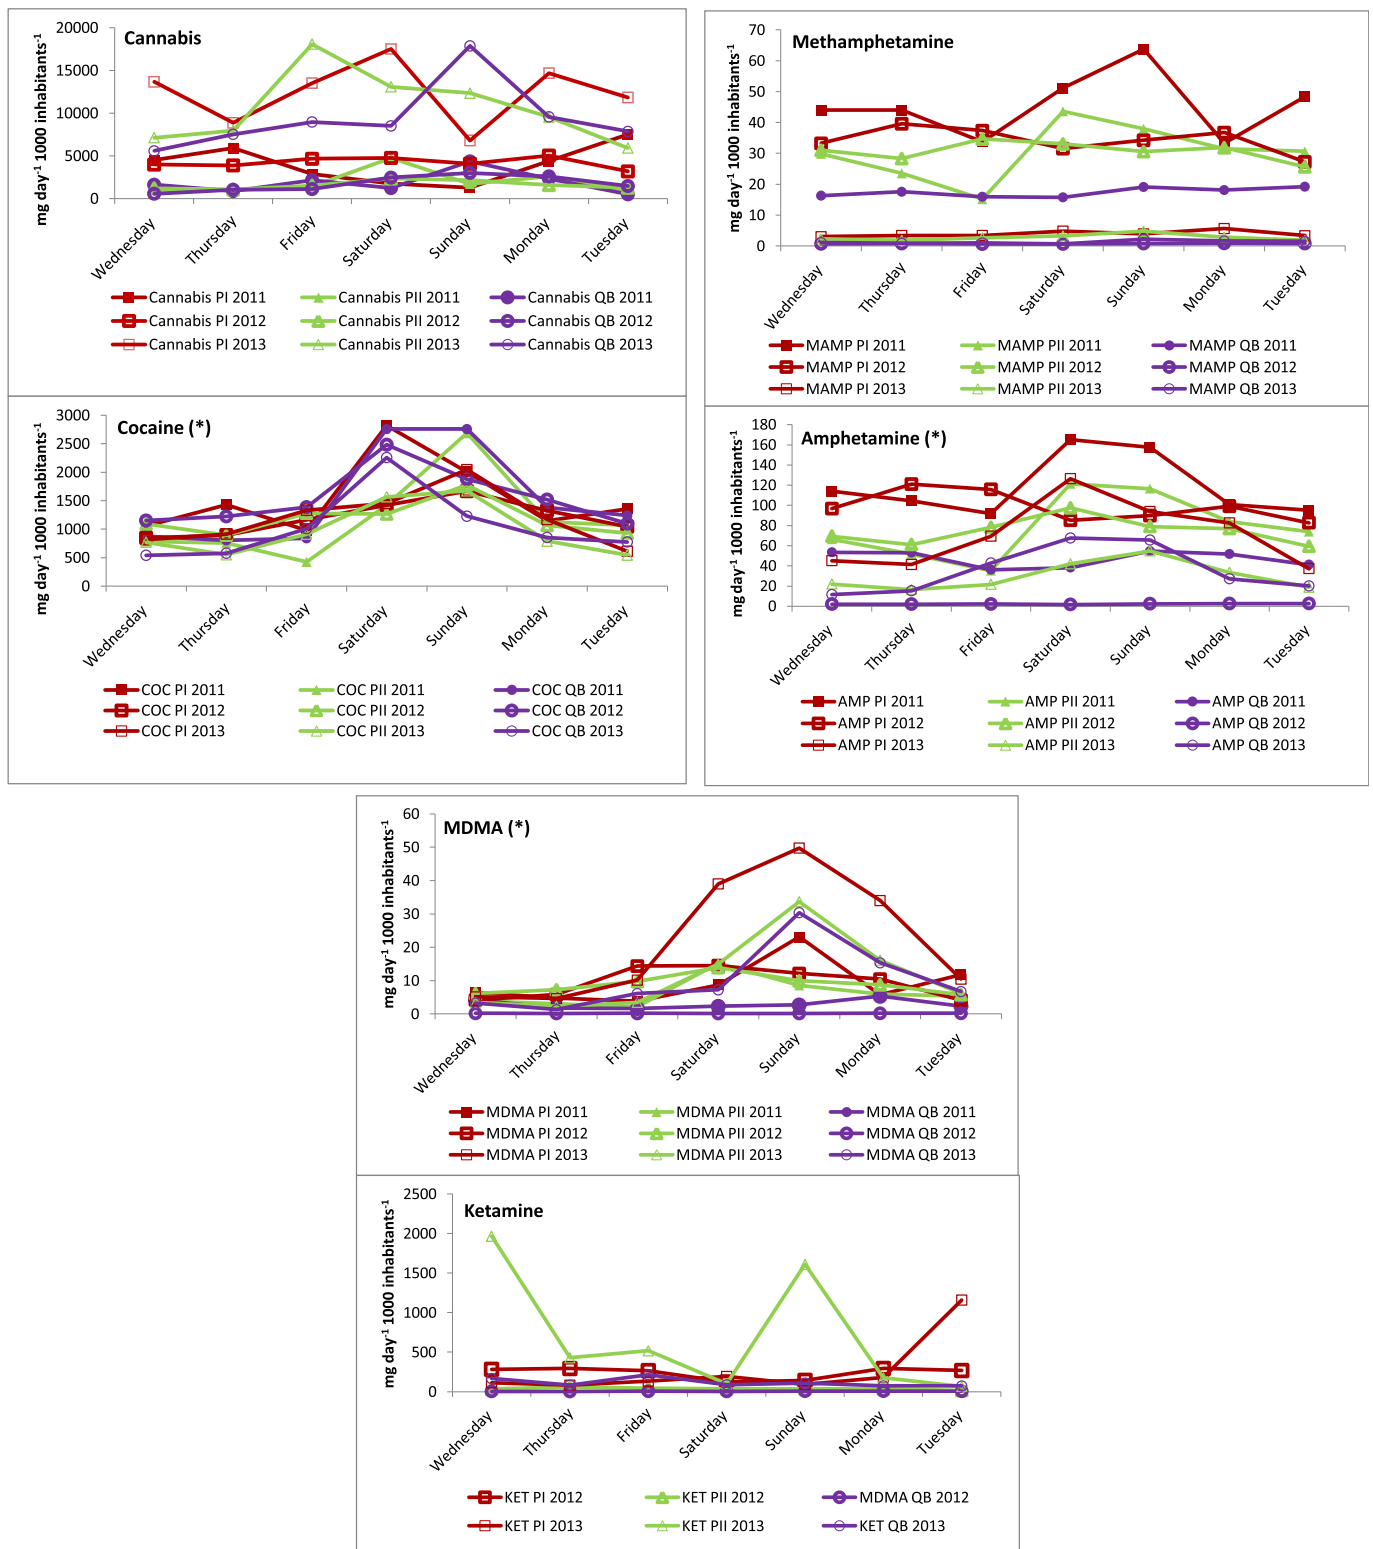 Cannabis
mg day-1 1000 inhabitants-1
20000
15000
10000
5000
0
Wednesday Thursday Friday Saturday Sunday Monday Tuesday
Cannabis PI 2011 Cannabis PII 2011 Cannabis QB 2011
Cannabis PI 2012 Cannabis PII 2012 Cannabis QB 2012
Cannabis PI 2013 Cannabis PII 2013 Cannabis QB 2013
Methamphetamine
mg day-1 1000 inhabitants-1
70
60
50
40
30
20
10
0
Wednesday Thursday Friday Saturday Sunday Monday Tuesday
MAMP PI 2011 MAMP PII 2011 MAMP QB 2011
MAMP PI 2012 MAMP PII 2012 MAMP QB 2012
MAMP PI 2013 MAMP PII 2013 MAMP QB 2013
Cocaine (*)
mg day-1 1000 inhabitants-1
3000
2500
2000
1500
1000
500
0
Wednesday Thursday Friday Saturday Sunday Monday Tuesday
COC PI 2011 COC PII 2011 COC QB 2011
COC PI 2012 COC PII 2012 COC QB 2012
COC PI 2013 COC PII 2013 COC QB 2013
Amphetamine (*)
mg day-1 1000 inhabitants-1
180
160
140
120
100
80
60
40
20
0
Wednesday Thursday Friday Saturday Sunday Monday Tuesday
AMP PI 2011 AMP PII 2011 AMP QB 2011
AMP PI 2012 AMP PII 2012 AMP QB 2012
AMP PI 2013 AMP PII 2013 AMP QB 2013
MDMA (*)
mg day-1 1000 inhabitants-1
60
50
40
30
20
10
0
Wednesday Thursday Friday Saturday Sunday Monday Tuesday
MDMA PI 2011 MDMA PII 2011 MDMA QB 2011
MDMA PI 2012 MDMA PII 2012 MDMA QB 2012
MDMA PI 2013 MDMA PII 2013 MDMA QB 2013
Ketamine
mg day-1 1000 inhabitants-1
2500
2000
1500
1000
500
0
Wednesday Thursday Friday Saturday Sunday Monday Tuesday
KET PI 2012 KET PII 2012 MDMA QB 2012
KET PI 2013 KET PII 2013 KET QB 2013